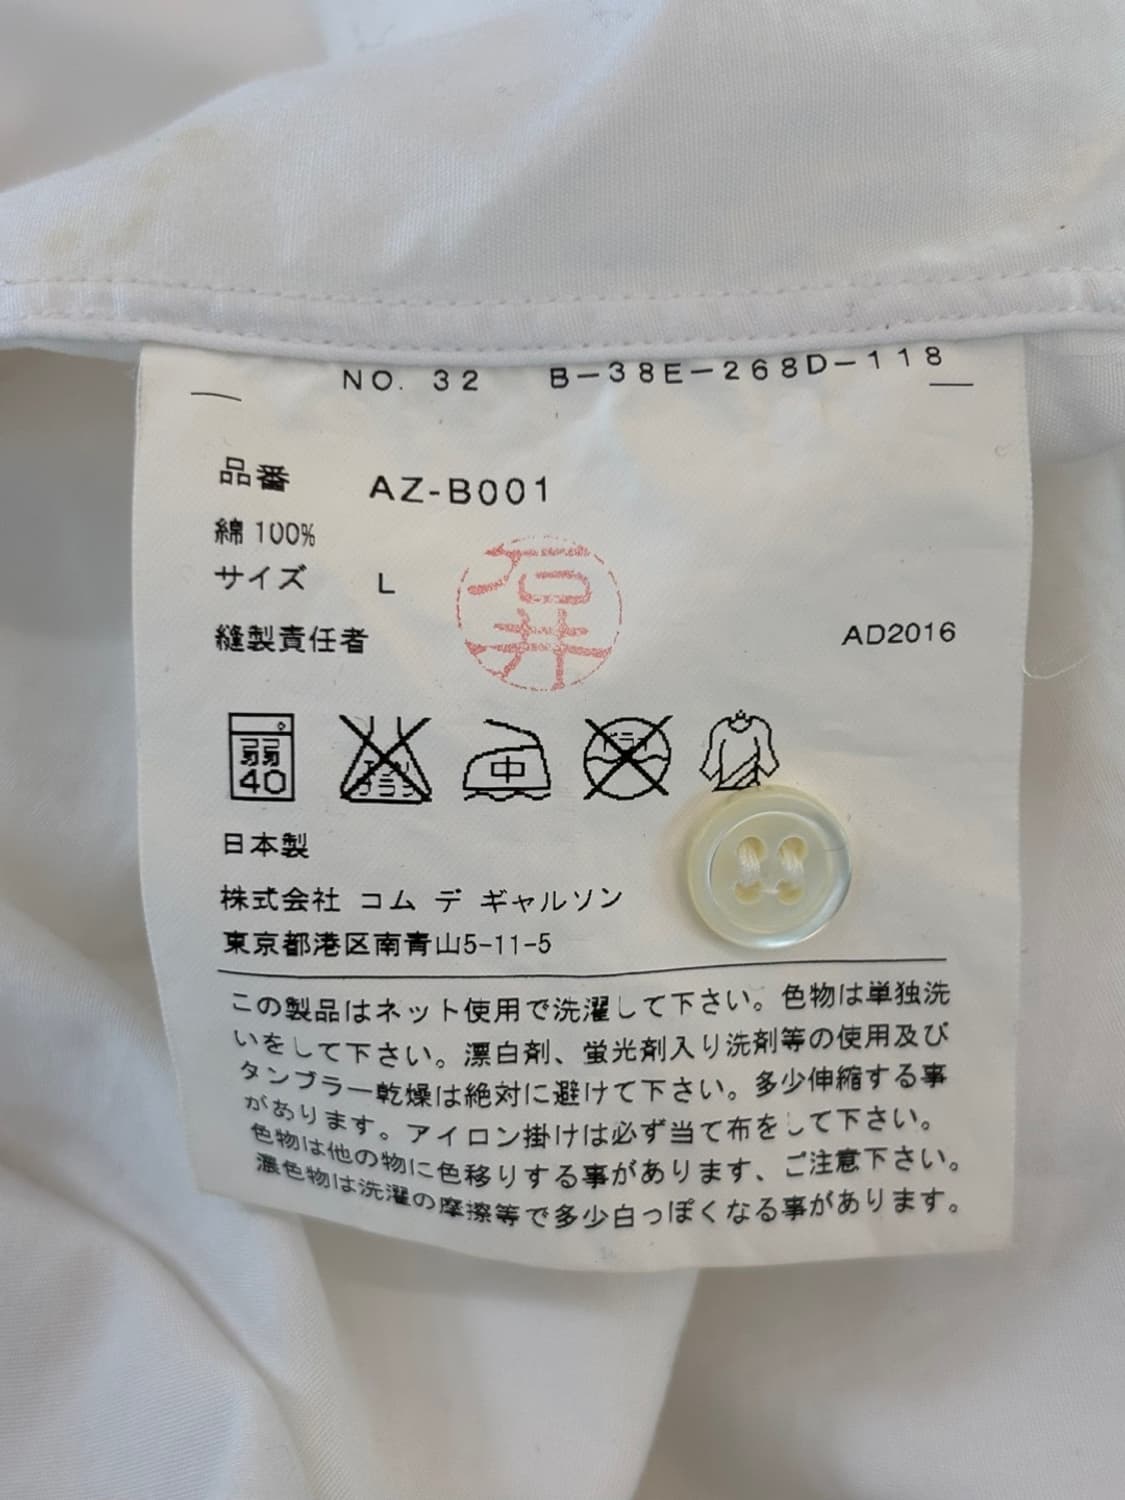 NO. 32 B-38E-268D-118
品番 AZ-B001
綿 100%
サイズ L
縫製責任者 石井
AD2016
弱
40
エンソ
サラシ
中
ドライ
日本製
株式会社 コム デ ギャルソン
東京都港区南青山5-11-5
この製品はネット使用で洗濯して下さい。色物は単独洗
いをして下さい。漂白剤、蛍光剤入り洗剤等の使用及び
タンブラー乾燥は絶対に避けて下さい。多少伸縮する事
があります。アイロン掛けは必ず当て布をして下さい。
色物は他の物に色移りする事があります、ご注意下さい。
濃色物は洗濯の摩擦等で多少白っぽくなる事があります。